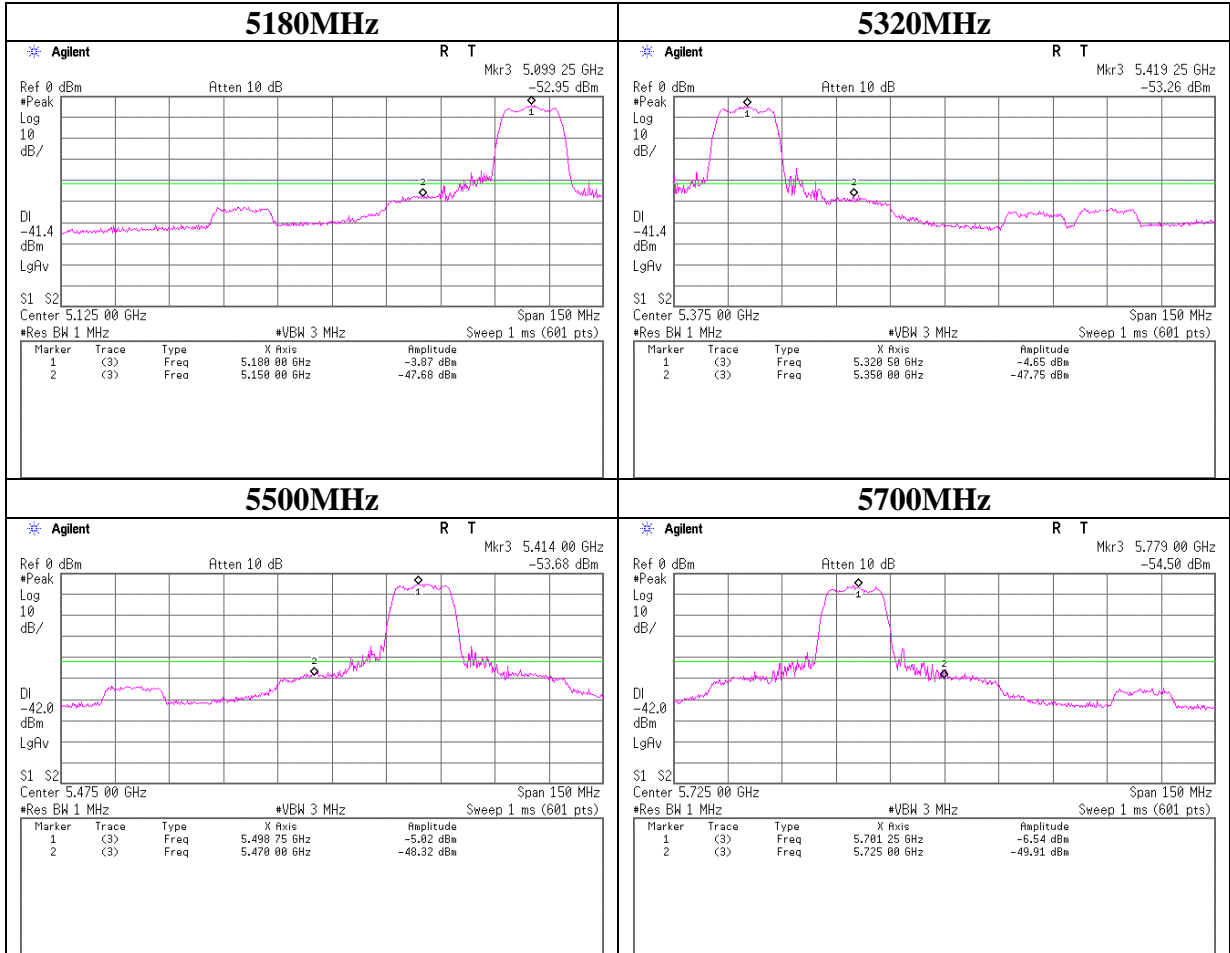 5180MHz
Agilent R T
Mkr3 5.099 25 GHz
Ref 0 dBm Atten 10 dB -52.95 dBm
#Peak
Log
10
dB/
1
2
DI
-41.4
dBm
LgAv
S1 S2
Center 5.125 00 GHz Span 150 MHz
#Res BW 1 MHz #VBW 3 MHz Sweep 1 ms (601 pts)
Marker Trace Type X Axis Amplitude
1 (3) Freq 5.180 00 GHz -3.87 dBm
2 (3) Freq 5.150 00 GHz -47.68 dBm
5320MHz
Agilent R T
Mkr3 5.419 25 GHz
Ref 0 dBm Atten 10 dB -53.26 dBm
#Peak
Log
10
dB/
1
2
DI
-41.4
dBm
LgAv
S1 S2
Center 5.375 00 GHz Span 150 MHz
#Res BW 1 MHz #VBW 3 MHz Sweep 1 ms (601 pts)
Marker Trace Type X Axis Amplitude
1 (3) Freq 5.320 50 GHz -4.65 dBm
2 (3) Freq 5.350 00 GHz -47.75 dBm
5500MHz
Agilent R T
Mkr3 5.414 00 GHz
Ref 0 dBm Atten 10 dB -53.68 dBm
#Peak
Log
10
dB/
1
2
DI
-42.0
dBm
LgAv
S1 S2
Center 5.475 00 GHz Span 150 MHz
#Res BW 1 MHz #VBW 3 MHz Sweep 1 ms (601 pts)
Marker Trace Type X Axis Amplitude
1 (3) Freq 5.498 75 GHz -5.02 dBm
2 (3) Freq 5.470 00 GHz -48.32 dBm
5700MHz
Agilent R T
Mkr3 5.779 00 GHz
Ref 0 dBm Atten 10 dB -54.50 dBm
#Peak
Log
10
dB/
1
2
DI
-42.0
dBm
LgAv
S1 S2
Center 5.725 00 GHz Span 150 MHz
#Res BW 1 MHz #VBW 3 MHz Sweep 1 ms (601 pts)
Marker Trace Type X Axis Amplitude
1 (3) Freq 5.701 25 GHz -6.54 dBm
2 (3) Freq 5.725 00 GHz -49.91 dBm